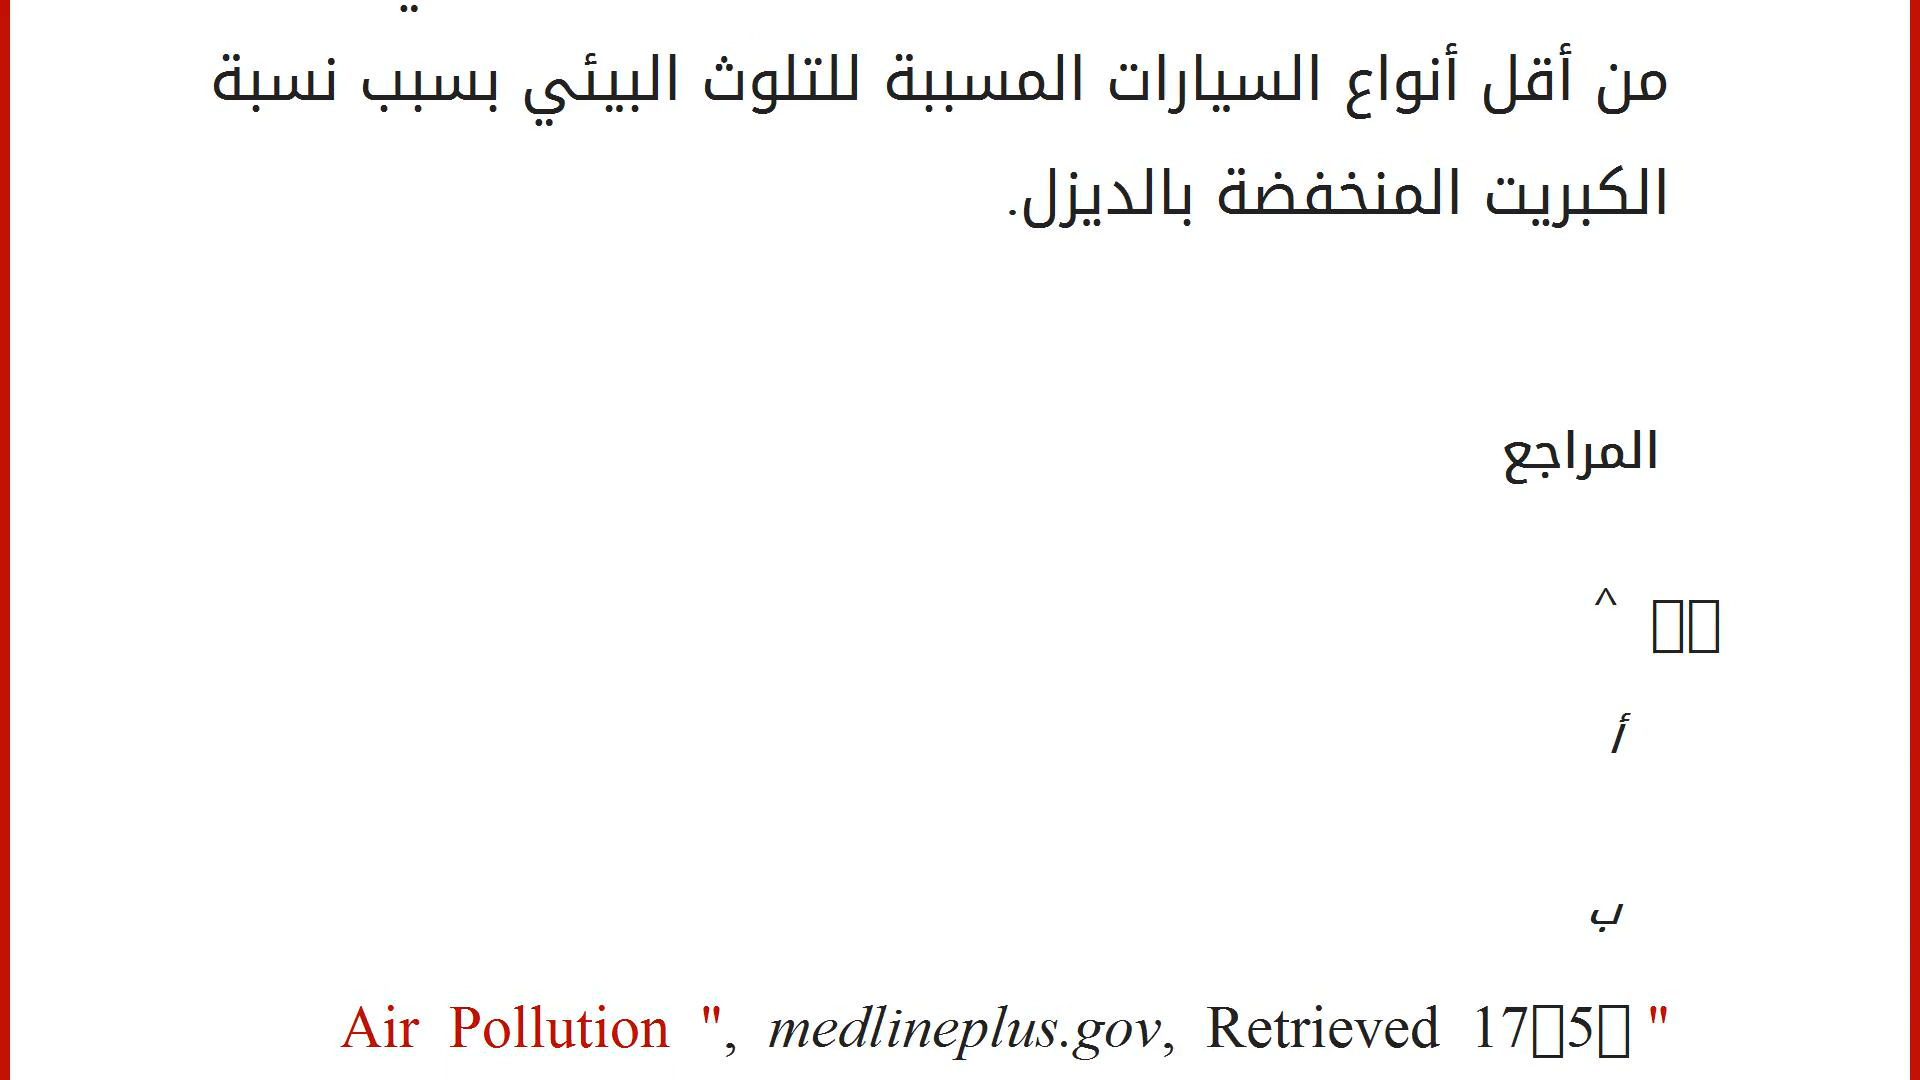 من أقل أنواع السيارات المسببة للتلوث البيئي بسبب نسبة
الكبريت المنخفضة بالديزل.
المراجع
^
أ
ب
" Air Pollution ", medlineplus.gov, Retrieved 17▯5▯